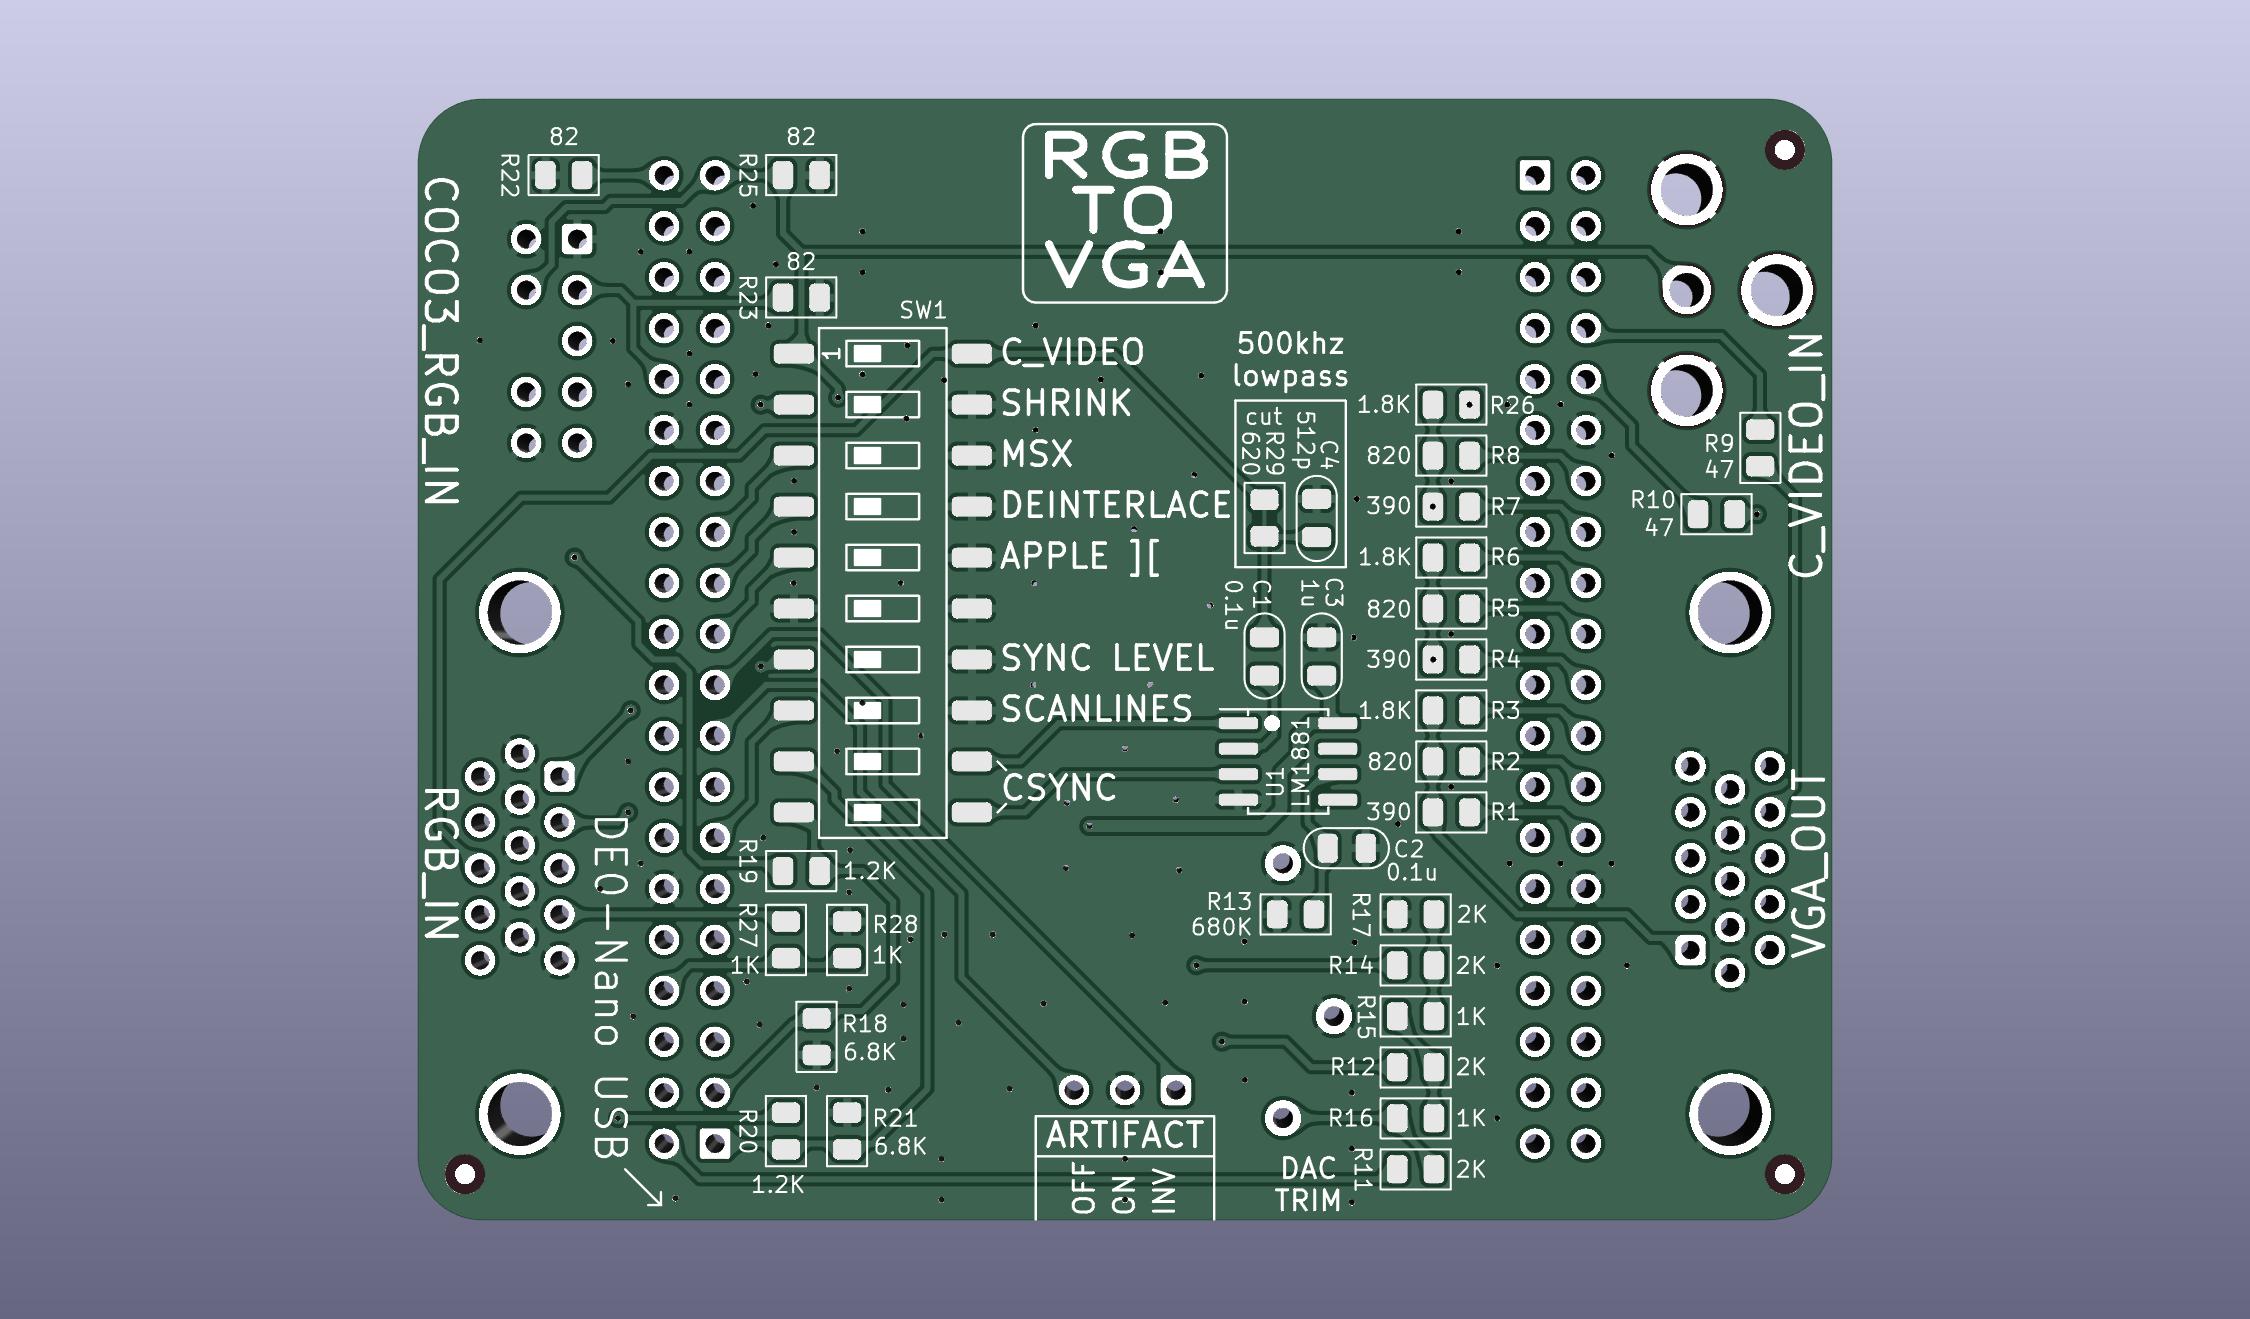 RGB
TO
VGA
82
R22
82
R25
82
R23
COCO3_RGB_IN
SW1
1
C_VIDEO
SHRINK
MSX
DEINTERLACE
APPLE ][
SYNC LEVEL
SCANLINES
CSYNC
500khz
lowpass
cut
R29
620
C4
512p
C1
0.1u
C3
1u
U1
LM1881
C2
0.1u
1.8K R26
820 R8
390 R7
1.8K R6
820 R5
390 R4
1.8K R3
820 R2
390 R1
R9
47
R10
47
C_VIDEO_IN
VGA_OUT
RGB_IN
DE0-Nano USB
R19
1.2K
R27
1K
R28
1K
R18
6.8K
R20
1.2K
R21
6.8K
R13
680K
R17 2K
R14 2K
R15 1K
R12 2K
R16 1K
R11 2K
DAC
TRIM
ARTIFACT
OFF
ON
INV